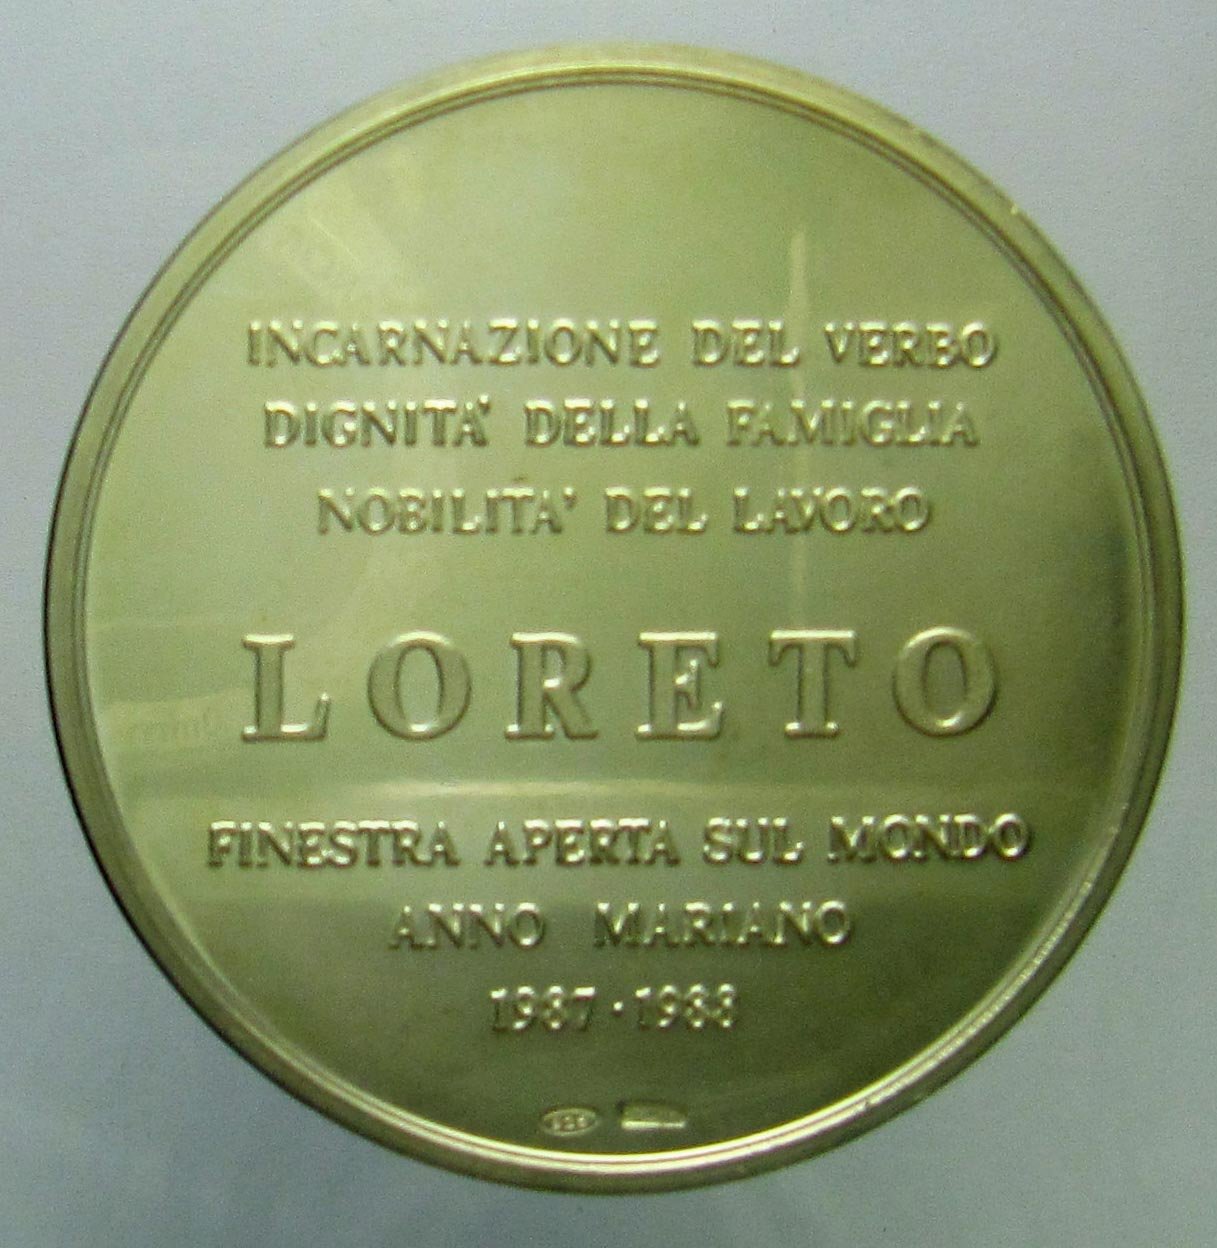 INCARNAZIONE DEL VERBO
DIGNITA' DELLA FAMIGLIA
NOBILITA' DEL LAVORO
LORETO
FINESTRA APERTA SUL MONDO
ANNO MARIANO
1987 · 1988